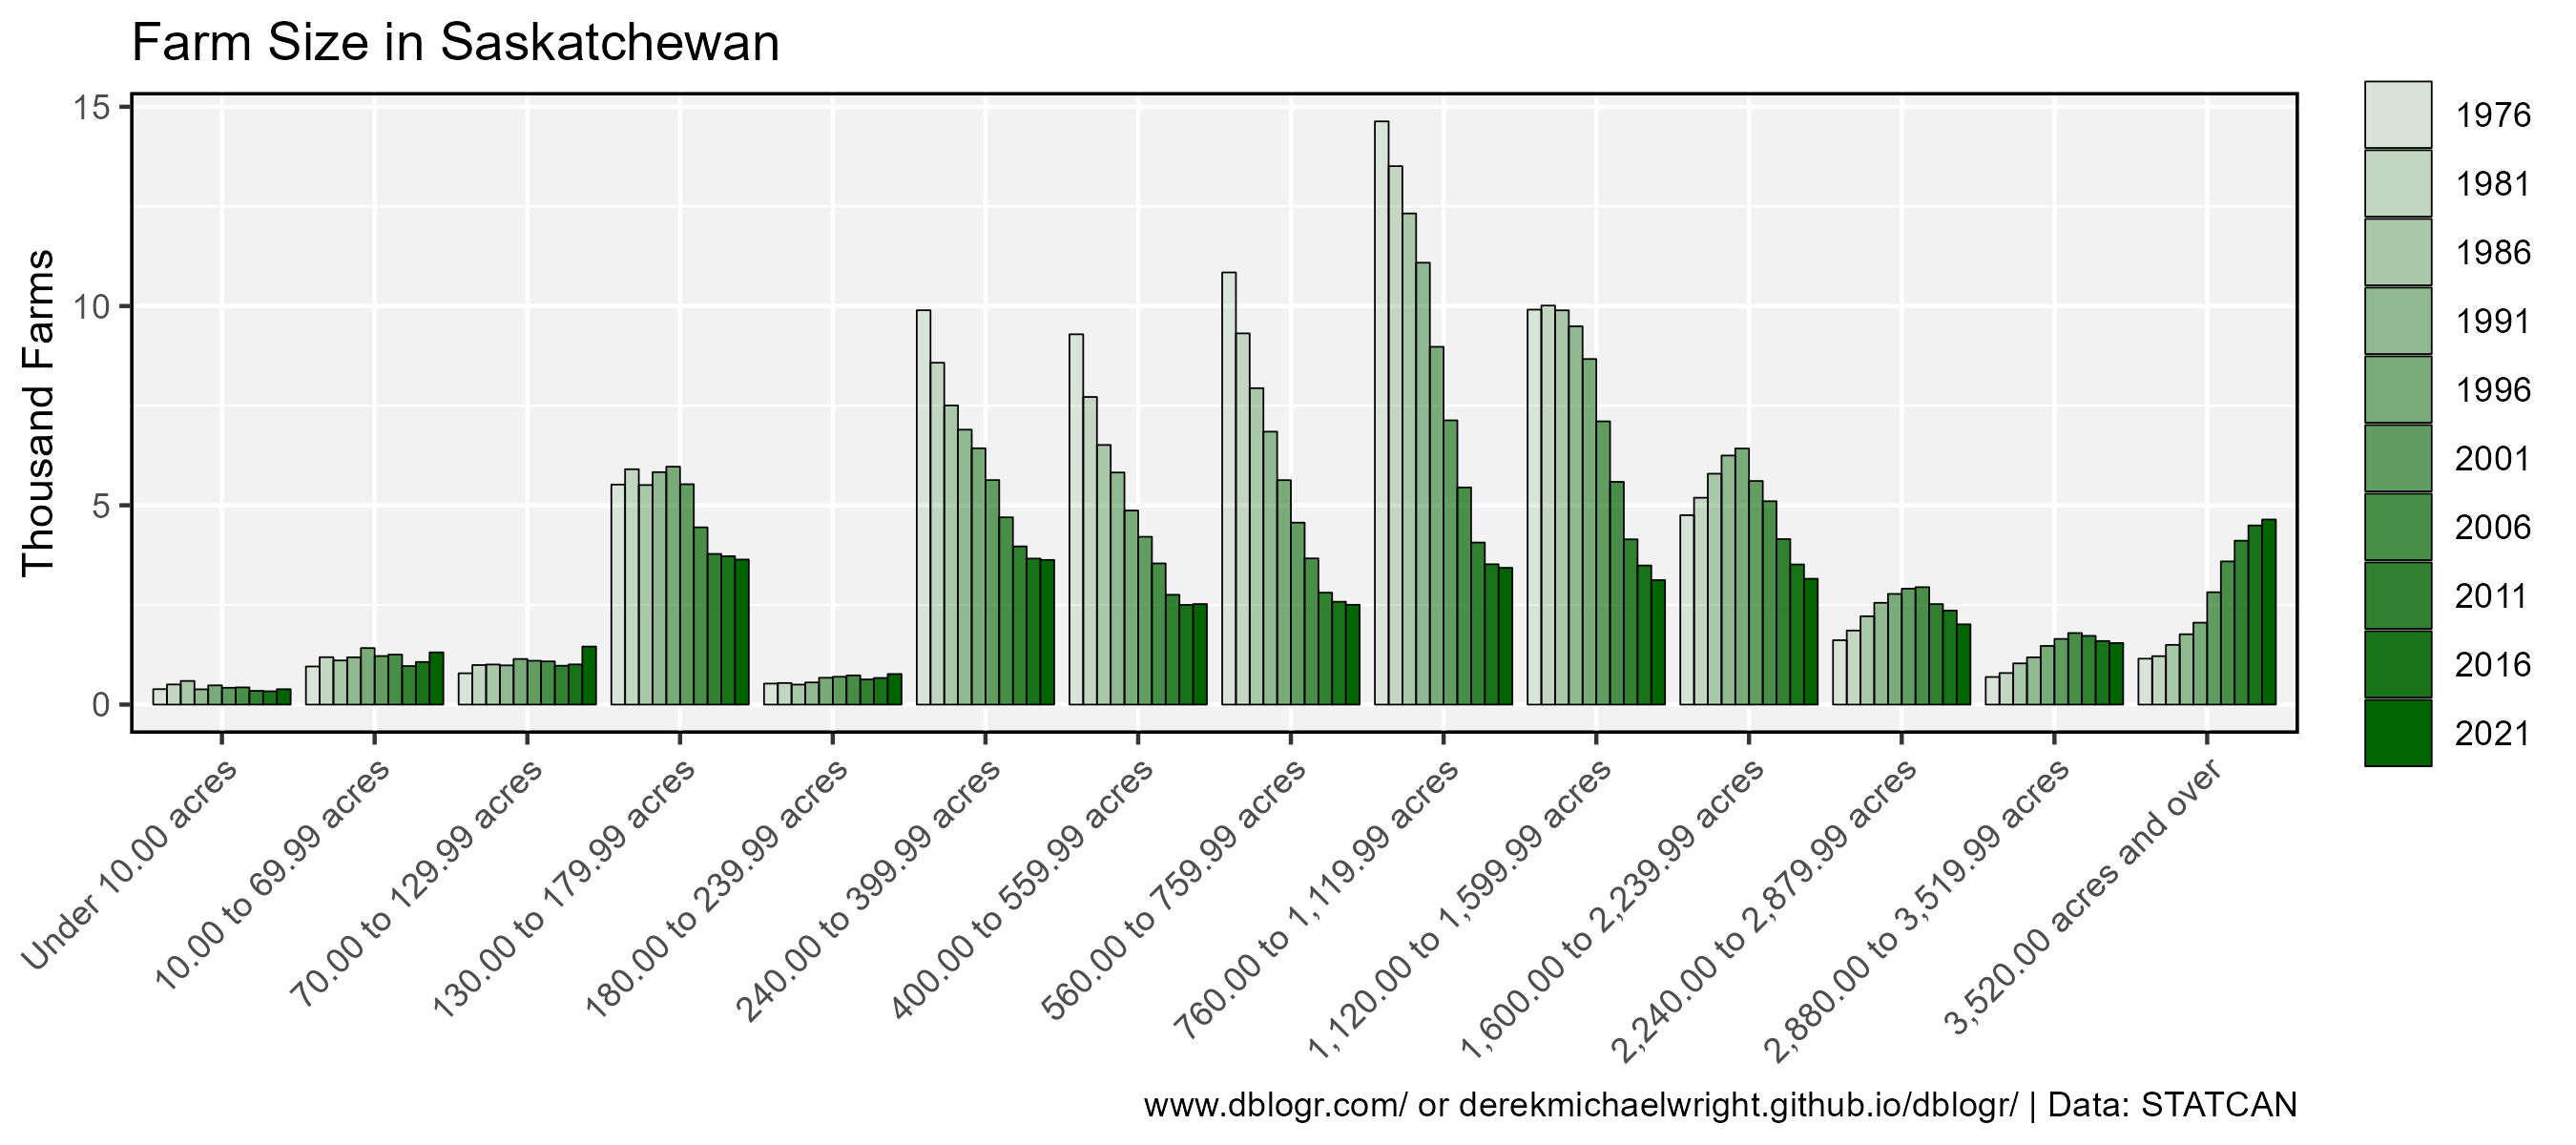 Farm Size in Saskatchewan
Thousand Farms
15
10
5
0
Under 10.00 acres
10.00 to 69.99 acres
70.00 to 129.99 acres
130.00 to 179.99 acres
180.00 to 239.999 acres
240.00 to 399.99 acres
400.00 to 559.99 acres
560.00 to 759.99 acres
760.00 to 1,119.99 acres
1,120.00 to 1,599.99 acres
1,600.00 to 2,239.99 acres
2,240.00 to 2,879.99 acres
2,880.00 to 3,519.99 acres
3,520.00 acres and over
1976
1981
1986
1991
1996
2001
2006
2011
2016
2021
www.dblogr.com/ or derekmichaelwright.github.io/dblogr/ | Data: STATCAN